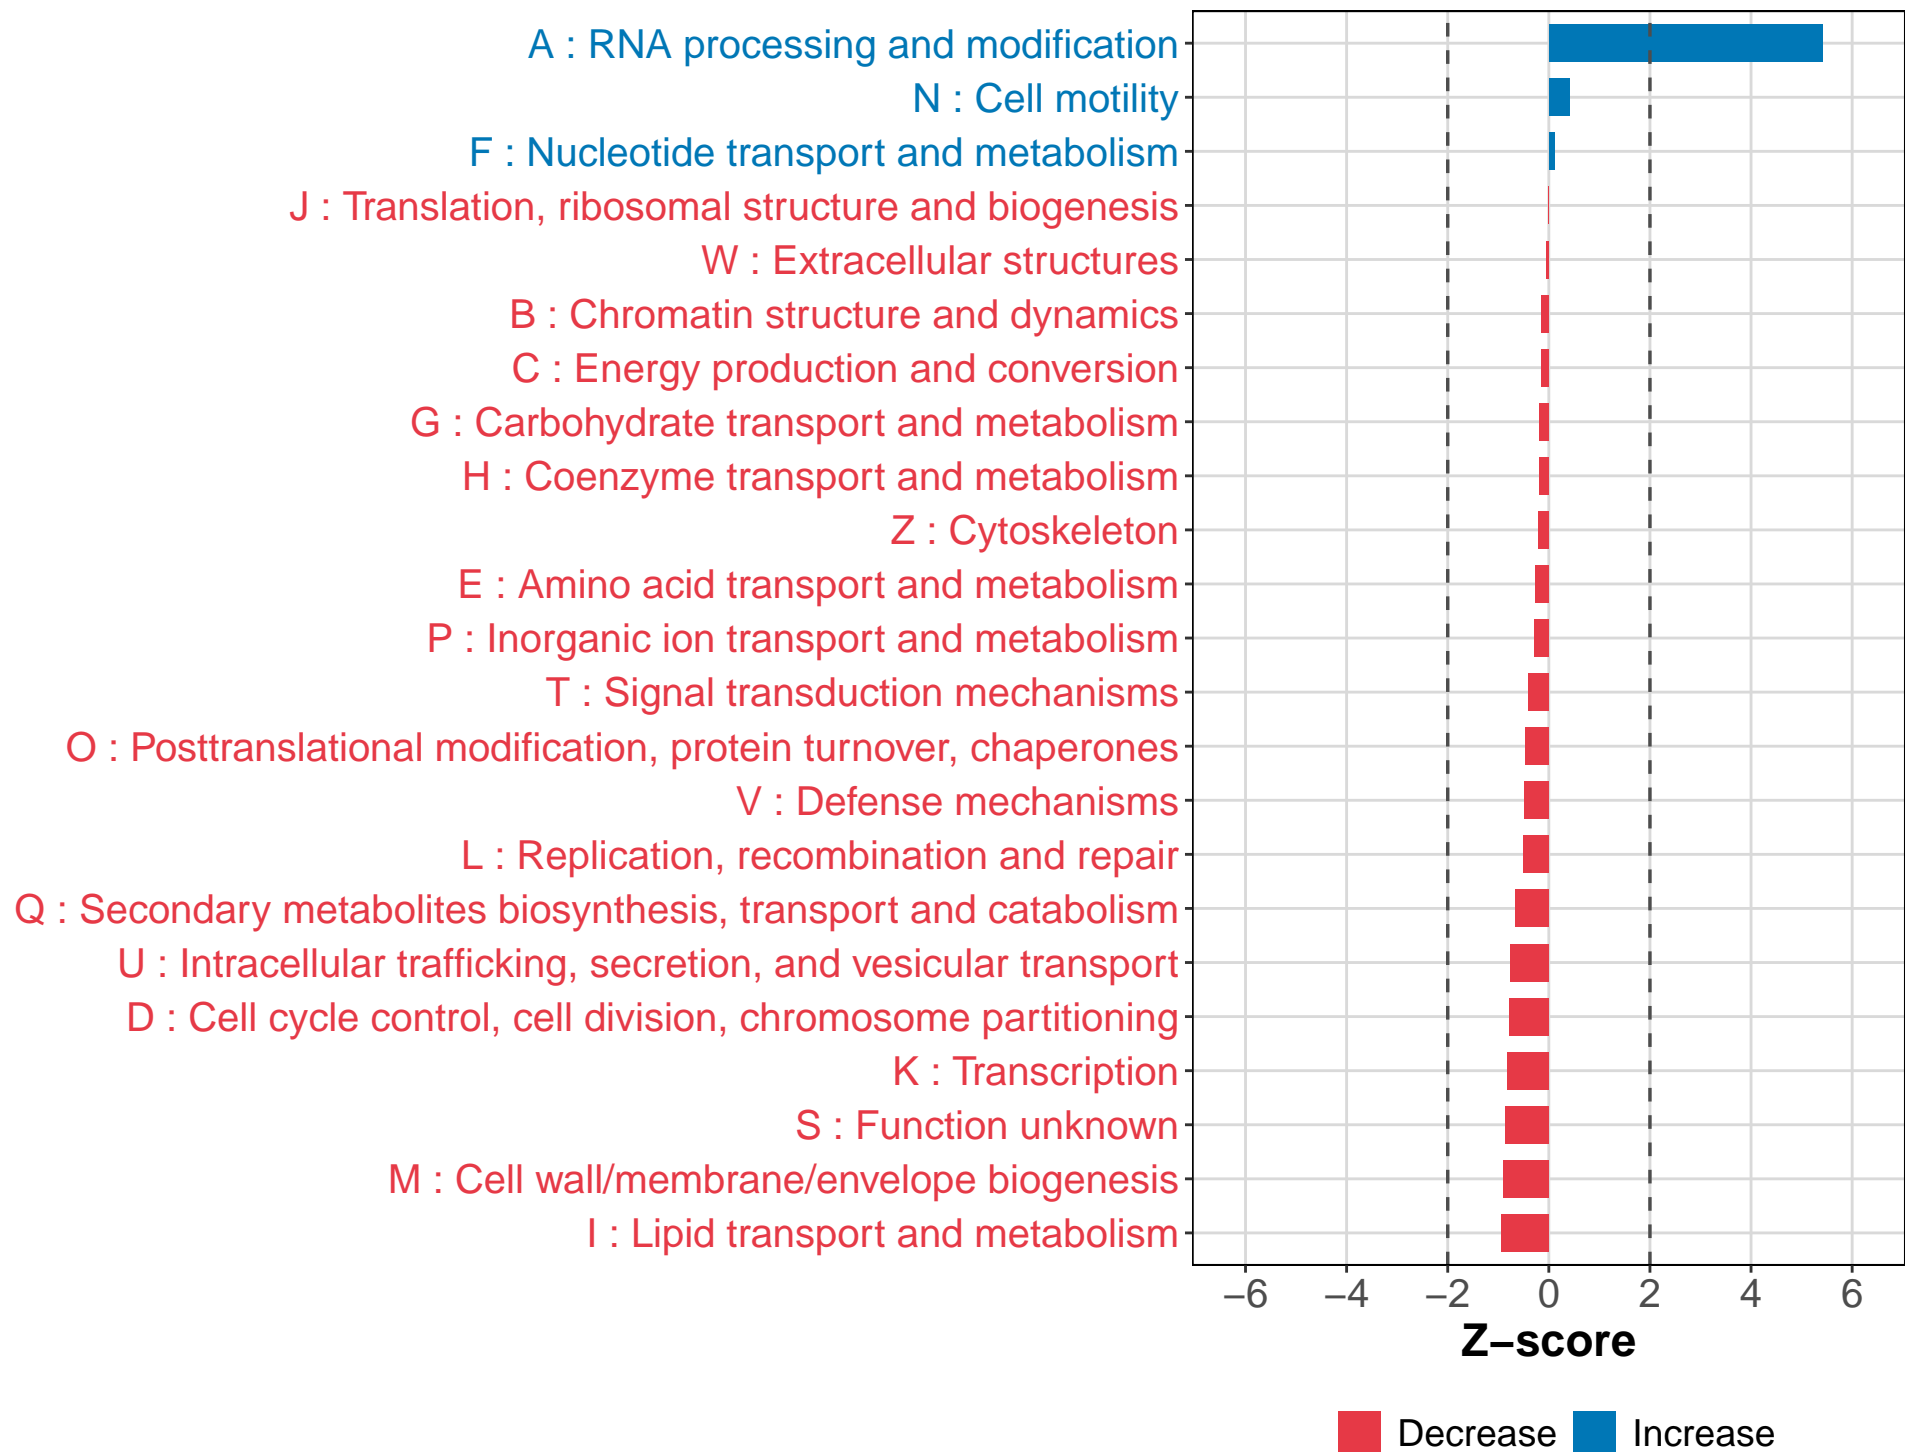 A : RNA processing and modification
N : Cell motility
F : Nucleotide transport and metabolism
J : Translation, ribosomal structure and biogenesis
W : Extracellular structures
B : Chromatin structure and dynamics
C : Energy production and conversion
G : Carbohydrate transport and metabolism
H : Coenzyme transport and metabolism
Z : Cytoskeleton
E : Amino acid transport and metabolism
P : Inorganic ion transport and metabolism
T : Signal transduction mechanisms
O : Posttranslational modification, protein turnover, chaperones
V : Defense mechanisms
L : Replication, recombination and repair
Q : Secondary metabolites biosynthesis, transport and catabolism
U : Intracellular trafficking, secretion, and vesicular transport
D : Cell cycle control, cell division, chromosome partitioning
K : Transcription
S : Function unknown
M : Cell wall/membrane/envelope biogenesis
I : Lipid transport and metabolism
−6 −4 −2 0 2 4 6
Z−score
Decrease Increase